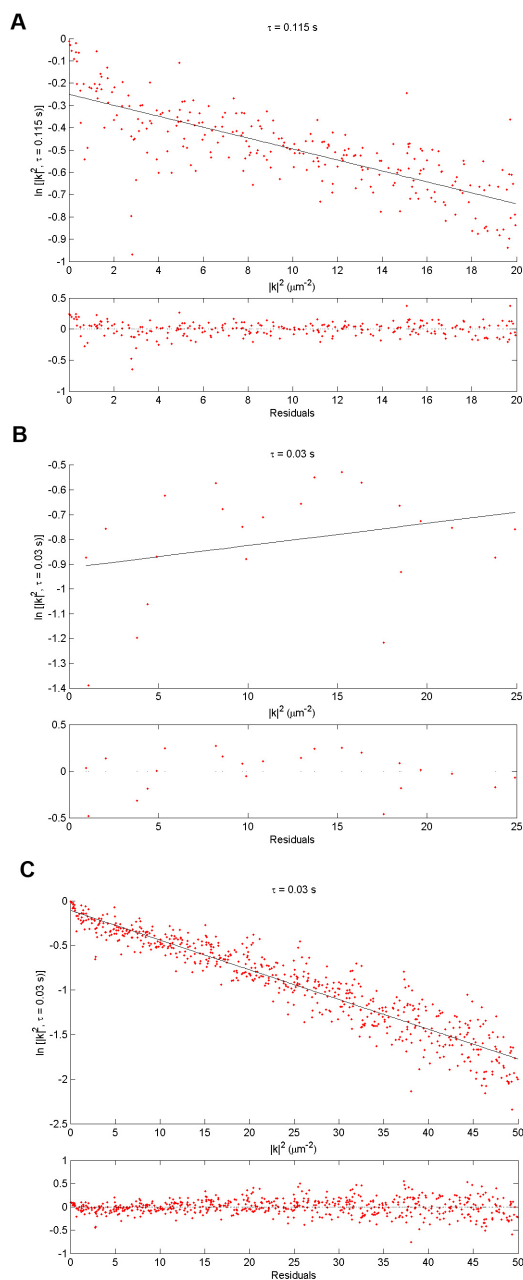 A
τ = 0.115 s
0
-0.1
-0.2
-0.3
-0.4
-0.5
-0.6
-0.7
-0.8
-0.9
-1
ln [|k|², τ = 0.115 s)]
0 2 4 6 8 10 12 14 16 18 20
|k|² (μm⁻²)
0.5
0
-0.5
-1
0 2 4 6 8 10 12 14 16 18 20
Residuals
B
τ = 0.03 s
-0.5
-0.6
-0.7
-0.8
-0.9
-1
-1.1
-1.2
-1.3
-1.4
ln [|k|², τ = 0.03 s)]
0 5 10 15 20 25
|k|² (μm⁻²)
0.5
0
-0.5
0 5 10 15 20 25
Residuals
C
τ = 0.03 s
0
-0.5
-1
-1.5
-2
-2.5
ln [|k|², τ = 0.03 s)]
0 5 10 15 20 25 30 35 40 45 50
|k|² (μm⁻²)
1
0.5
0
-0.5
-1
0 5 10 15 20 25 30 35 40 45 50
Residuals